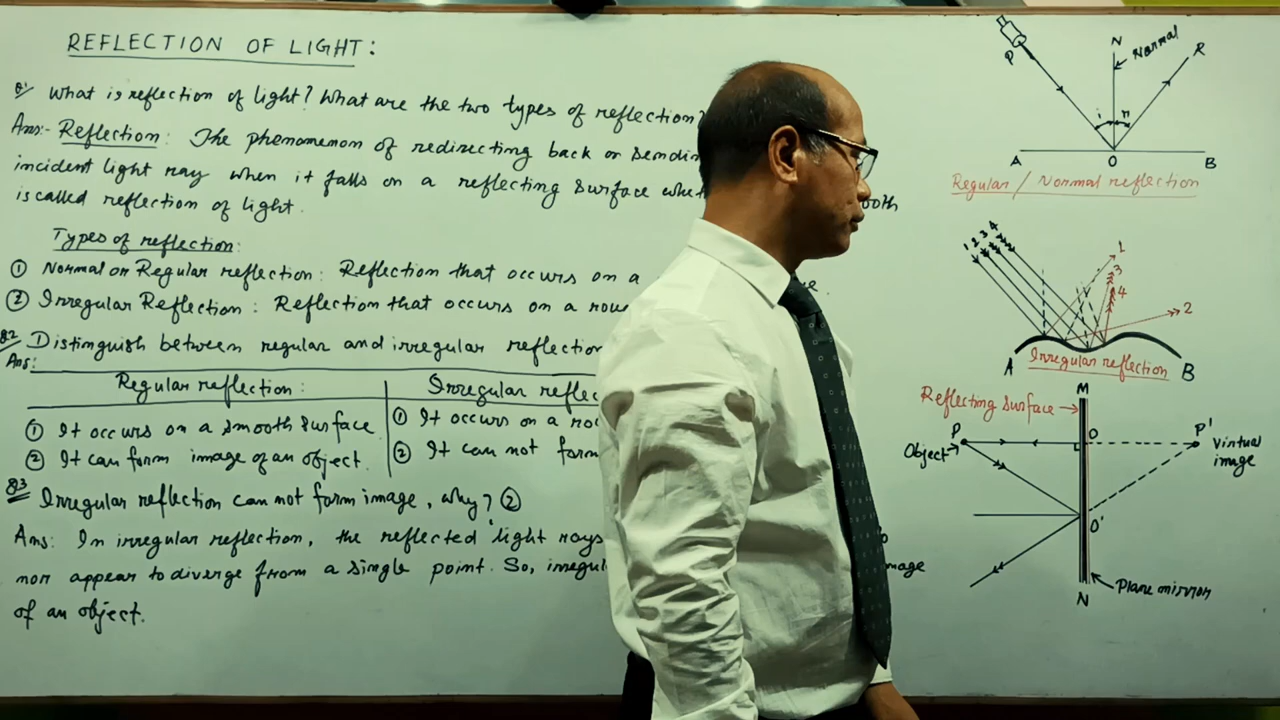 REFLECTION OF LIGHT:
Q1 What is reflection of light? What are the two types of reflection?
Ans:- Reflection: The phenomenon of redirecting back or
incident light ray when it falls on a reflecting surface
is called reflection of light.
Types of reflection:
① Normal or Regular reflection: Reflection that occurs on a
② Irregular Reflection: Reflection that occurs on a
Q2 Distinguish between regular and irregular reflection
Ans:
Regular reflection:
① It occurs on a smooth surface
② It can form image of an object.
Irregular
① It occurs on a
② It can not form
Q3 Irregular reflection can not form image, why? ②
Ans: In irregular reflection, the reflected light rays
nor appear to diverge from a single point. So,
of an object.
P
N
Normal
R
i
r
A
O
B
Regular / Normal reflection
1 2 3 4
1
3
4
2
A
Irregular reflection
B
M
Reflecting surface
P
O
P'
Virtual
image
Object
O'
Plane mirror
N